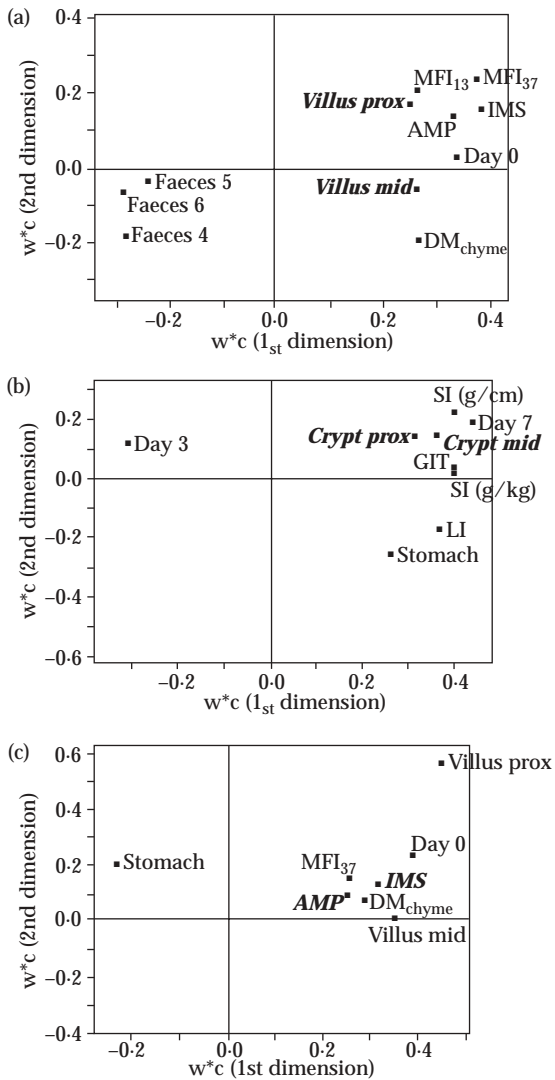 (a)
0·4
0·2
0·0
−0·2
w*c (2nd dimension)
MFI13
MFI37
Villus prox
IMS
AMP
Day 0
Faeces 5
Villus mid
Faeces 6
Faeces 4
DMchyme
−0·2
0·0
0·2
0·4
w*c (1st dimension)
(b)
0·4
0·2
0·0
−0·2
−0·4
−0·6
w*c (2nd dimension)
SI (g/cm)
Day 7
Day 3
Crypt prox
Crypt mid
GIT
SI (g/kg)
LI
Stomach
−0·2
0·0
0·2
0·4
w*c (1st dimension)
(c)
0·6
0·4
0·2
0·0
−0·2
−0·4
w*c (2nd dimension)
Villus prox
Day 0
Stomach
MFI37
IMS
AMP
DMchyme
Villus mid
−0·2
0·0
0·2
0·4
w*c (1st dimension)